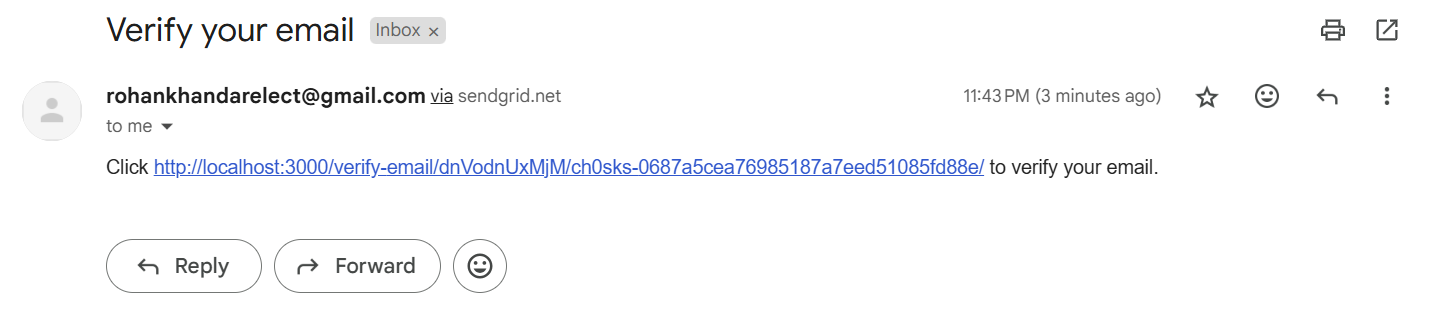 Verify your email Inbox ×
rohankhandarelect@gmail.com via sendgrid.net 11:43 PM (3 minutes ago)
to me
Click http://localhost:3000/verify-email/dnVodnUxMjM/ch0sks-0687a5cea76985187a7eed51085fd88e/ to verify your email.
Reply Forward